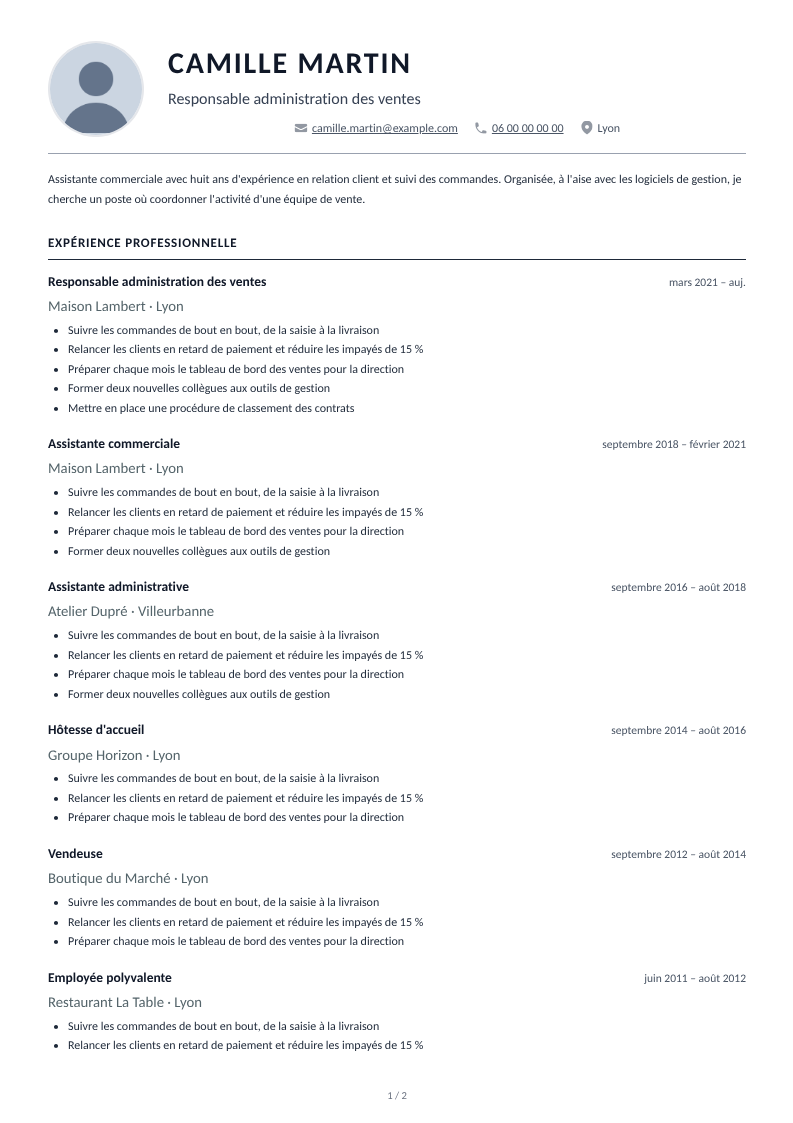 CAMILLE MARTIN
Responsable administration des ventes
camille.martin@example.com 06 00 00 00 00 Lyon
Assistante commerciale avec huit ans d'expérience en relation client et suivi des commandes. Organisée, à l'aise avec les logiciels de gestion, je
cherche un poste où coordonner l'activité d'une équipe de vente.
EXPÉRIENCE PROFESSIONNELLE
Responsable administration des ventes mars 2021 – auj.
Maison Lambert · Lyon
• Suivre les commandes de bout en bout, de la saisie à la livraison
• Relancer les clients en retard de paiement et réduire les impayés de 15 %
• Préparer chaque mois le tableau de bord des ventes pour la direction
• Former deux nouvelles collègues aux outils de gestion
• Mettre en place une procédure de classement des contrats
Assistante commerciale septembre 2018 – février 2021
Maison Lambert · Lyon
• Suivre les commandes de bout en bout, de la saisie à la livraison
• Relancer les clients en retard de paiement et réduire les impayés de 15 %
• Préparer chaque mois le tableau de bord des ventes pour la direction
• Former deux nouvelles collègues aux outils de gestion
Assistante administrative septembre 2016 – août 2018
Atelier Dupré · Villeurbanne
• Suivre les commandes de bout en bout, de la saisie à la livraison
• Relancer les clients en retard de paiement et réduire les impayés de 15 %
• Préparer chaque mois le tableau de bord des ventes pour la direction
• Former deux nouvelles collègues aux outils de gestion
Hôtesse d'accueil septembre 2014 – août 2016
Groupe Horizon · Lyon
• Suivre les commandes de bout en bout, de la saisie à la livraison
• Relancer les clients en retard de paiement et réduire les impayés de 15 %
• Préparer chaque mois le tableau de bord des ventes pour la direction
Vendeuse septembre 2012 – août 2014
Boutique du Marché · Lyon
• Suivre les commandes de bout en bout, de la saisie à la livraison
• Relancer les clients en retard de paiement et réduire les impayés de 15 %
• Préparer chaque mois le tableau de bord des ventes pour la direction
Employée polyvalente juin 2011 – août 2012
Restaurant La Table · Lyon
• Suivre les commandes de bout en bout, de la saisie à la livraison
• Relancer les clients en retard de paiement et réduire les impayés de 15 %
1 / 2